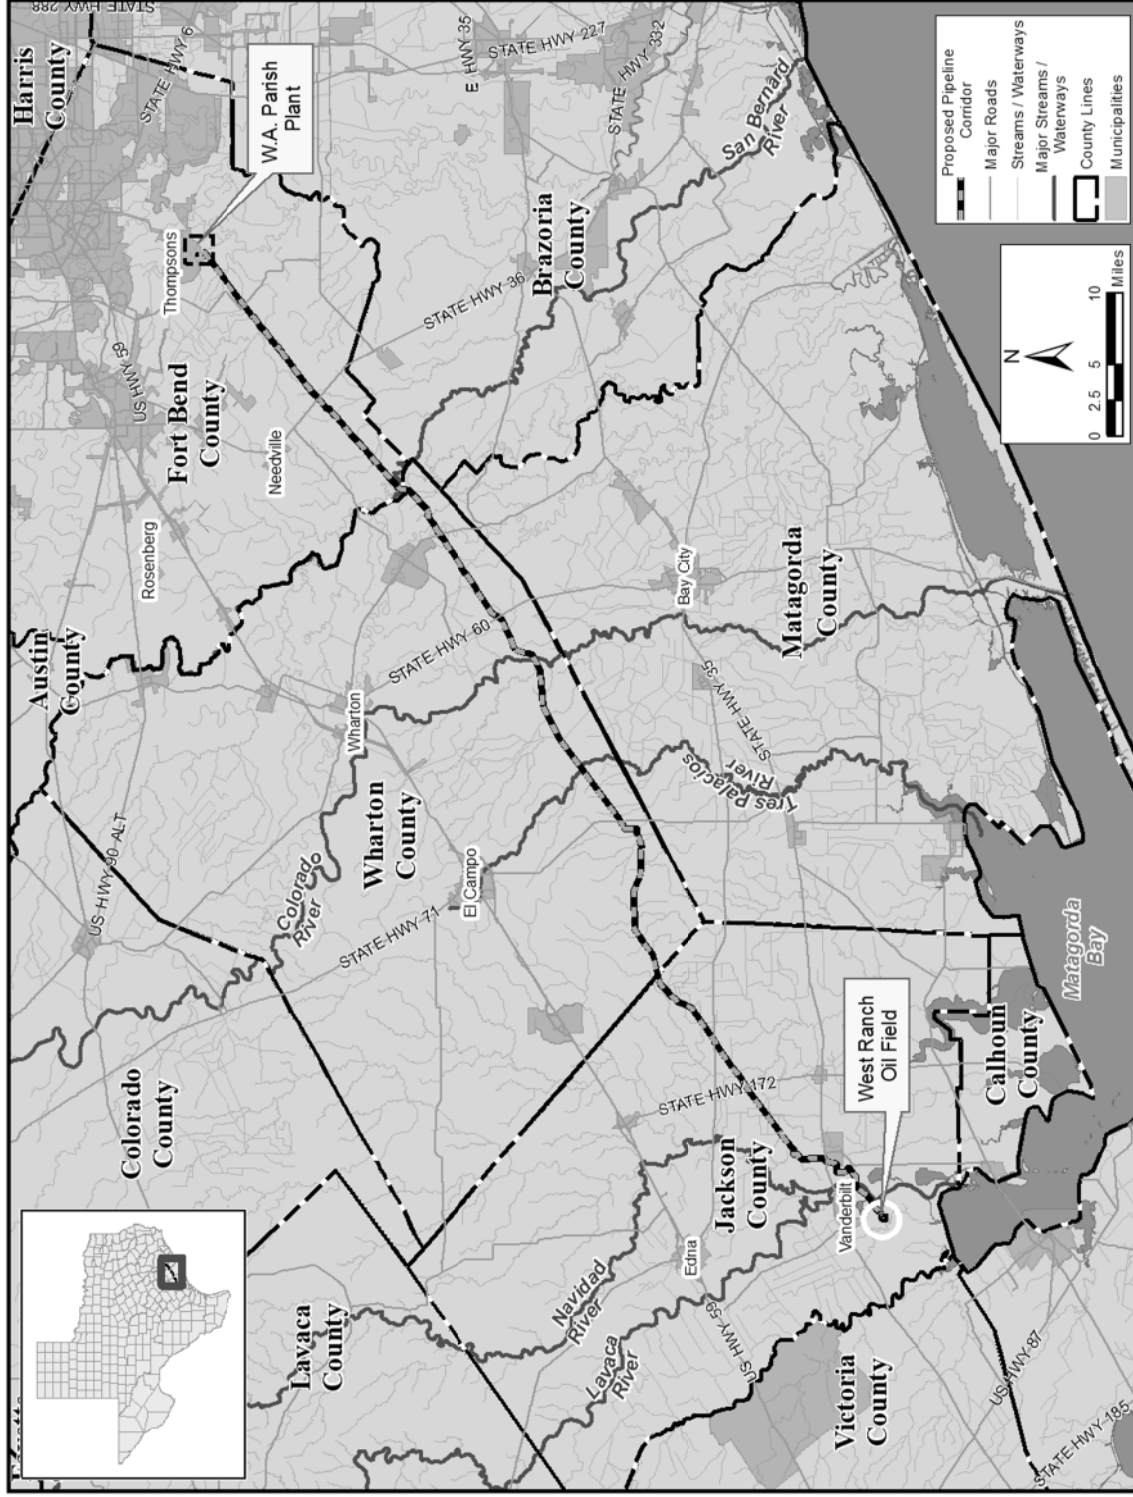 Harris
County
STATE HWY 288
Austin
County
US HWY 90 ALT
Colorado
County
STATE HWY 6
US HWY 59
Rosenberg
Thompsons
Fort Bend
County
W.A. Parish
Plant
Needville
Colorado
River
Lavaca
County
Wharton
Wharton
County
STATE HWY 71
STATE HWY 60
STATE HWY 36
E HWY 35
STATE HWY 227
El Campo
Brazoria
County
STATE HWY 332
Navidad
River
Lavaca
River
San Bernard
River
Edna
US HWY 59
STATE HWY 172
Jackson
County
Bay City
STATE HWY 35
Tres Palacios
River
Matagorda
County
Vanderbilt
West Ranch
Oil Field
Victoria
County
Calhoun
County
US HWY 87
STATE HWY 185
Matagorda
Bay
N
0 2.5 5 10
Miles
Proposed Pipeline
Corridor
Major Roads
Streams / Waterways
Major Streams /
Waterways
County Lines
Municipalities